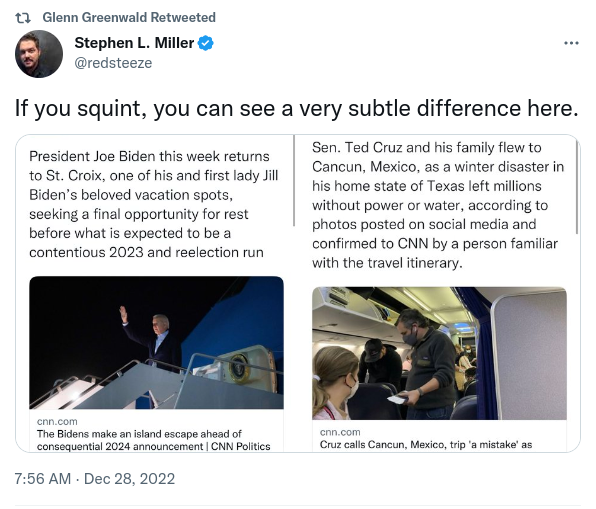 Glenn Greenwald Retweeted
Stephen L. Miller
@redsteeze
If you squint, you can see a very subtle difference here.
President Joe Biden this week returns
to St. Croix, one of his and first lady Jill
Biden's beloved vacation spots,
seeking a final opportunity for rest
before what is expected to be a
contentious 2023 and reelection run
cnn.com
The Bidens make an island escape ahead of
consequential 2024 announcement | CNN Politics
Sen. Ted Cruz and his family flew to
Cancun, Mexico, as a winter disaster in
his home state of Texas left millions
without power or water, according to
photos posted on social media and
confirmed to CNN by a person familiar
with the travel itinerary.
cnn.com
Cruz calls Cancun, Mexico, trip 'a mistake' as
7:56 AM · Dec 28, 2022